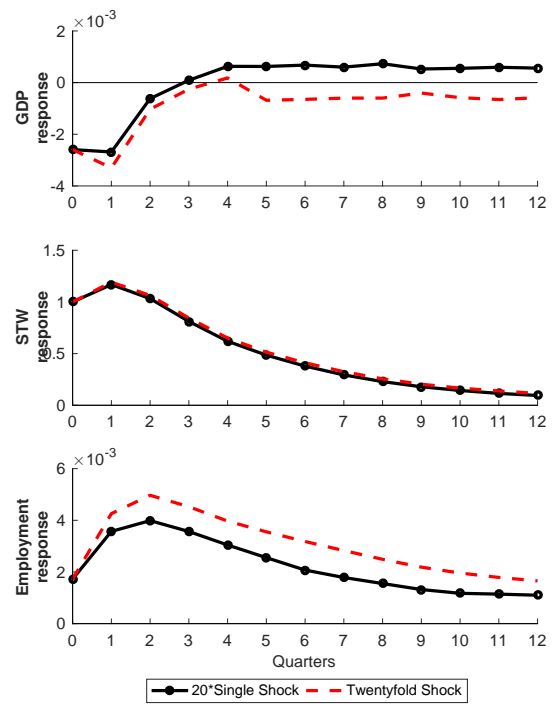 ×10⁻³
2
0
-2
-4
GDP
response
0 1 2 3 4 5 6 7 8 9 10 11 12
1.5
1
0.5
0
STW
response
0 1 2 3 4 5 6 7 8 9 10 11 12
×10⁻³
6
4
2
0
Employment
response
0 1 2 3 4 5 6 7 8 9 10 11 12
Quarters
20*Single Shock Twentyfold Shock